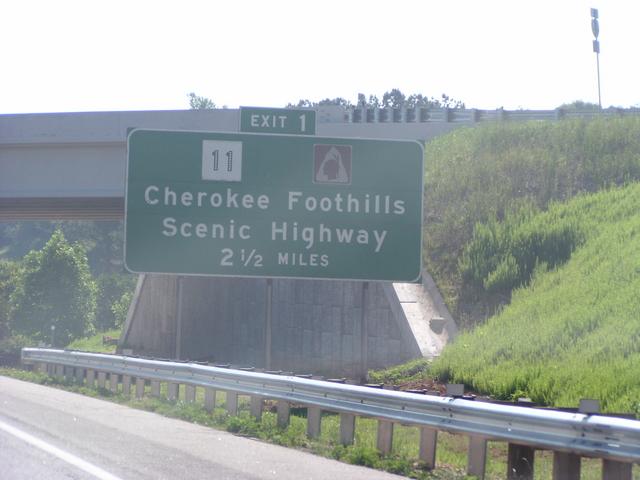 EXIT 1
11
Cherokee Foothills
Scenic Highway
2 1/2 MILES